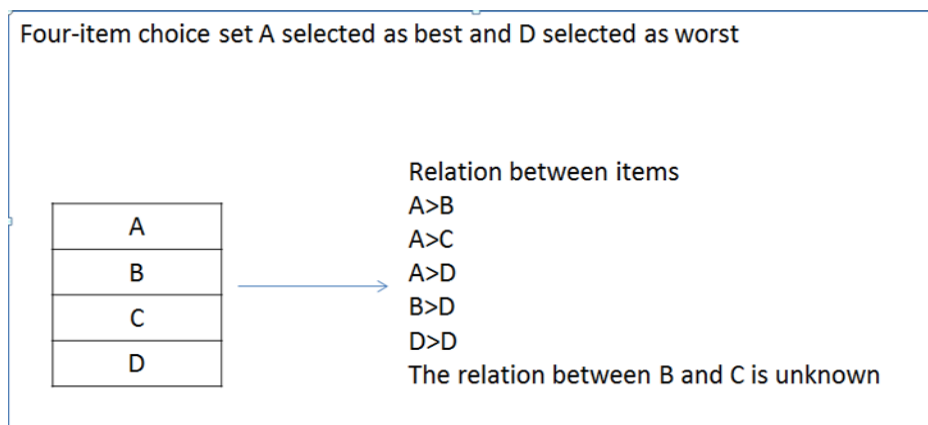 Four-item choice set A selected as best and D selected as worst
Relation between items
A
B
C
D
A>B
A>C
A>D
B>D
D>D
The relation between B and C is unknown